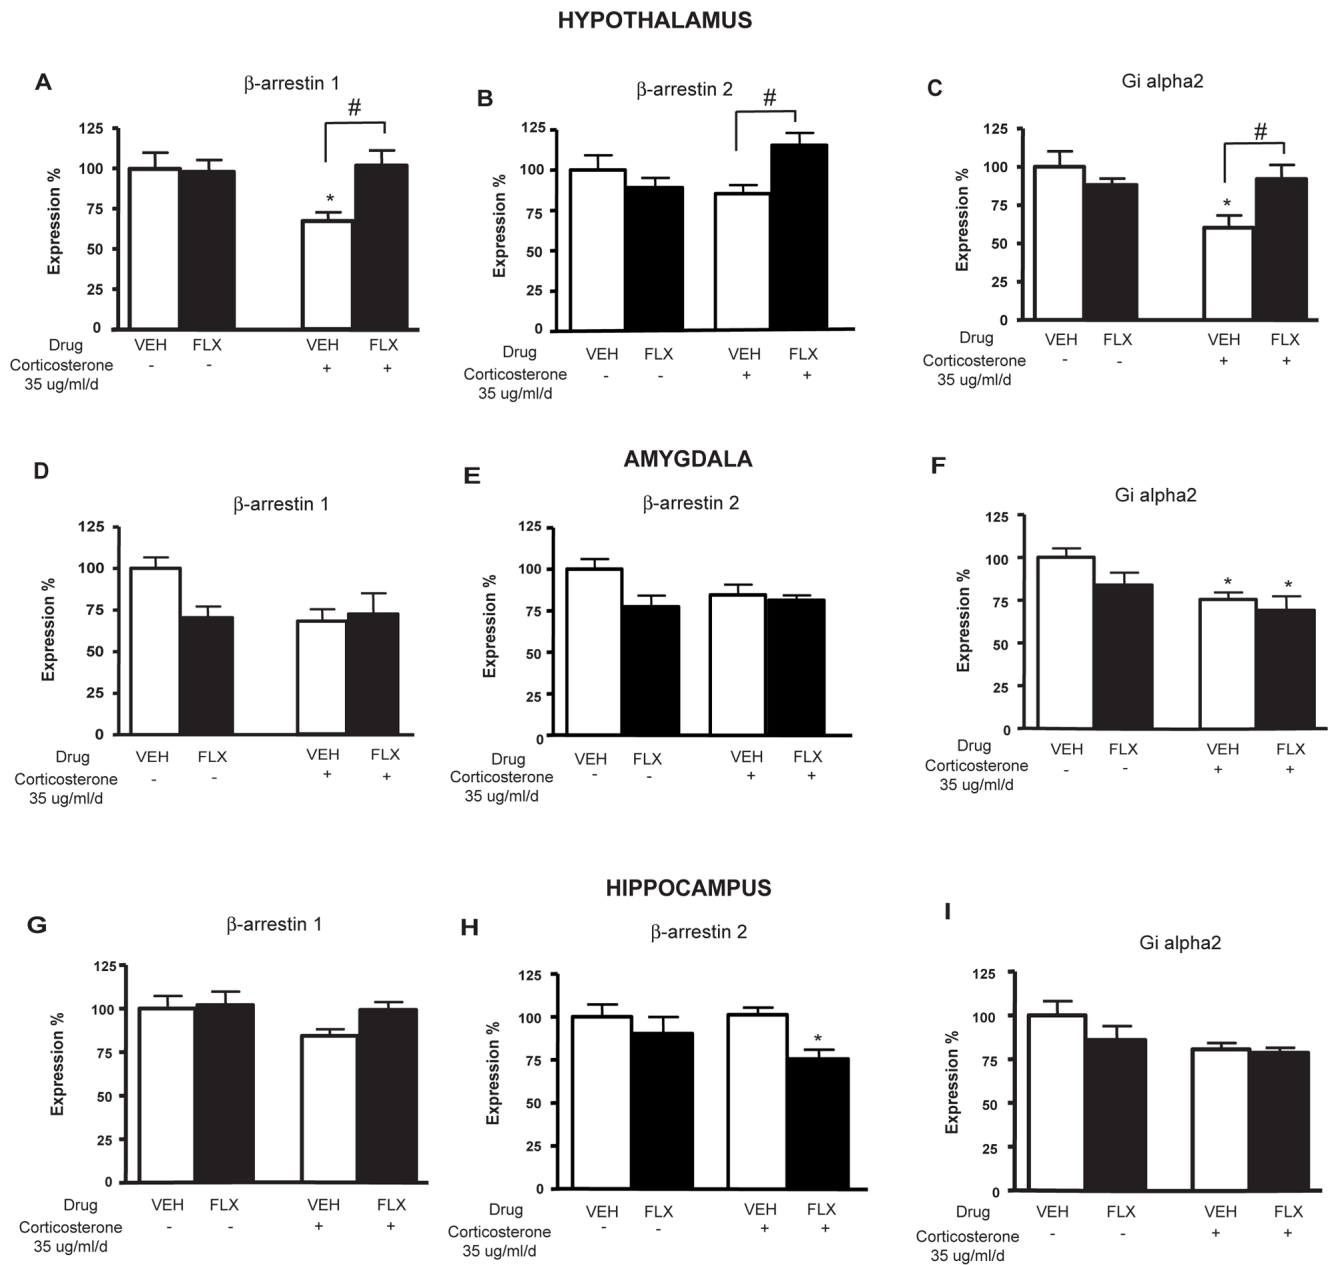 HYPOTHALAMUS
A
β-arrestin 1
#
*
Expression %
125
100
75
50
25
0
Drug VEH FLX VEH FLX
Corticosterone - - + +
35 ug/ml/d
B
β-arrestin 2
#
Expression %
125
100
75
50
25
0
Drug VEH FLX VEH FLX
Corticosterone - - + +
35 ug/ml/d
C
Gi alpha2
#
*
Expression %
125
100
75
50
25
0
Drug VEH FLX VEH FLX
Corticosterone - - + +
35 ug/ml/d
AMYGDALA
D
β-arrestin 1
Expression %
125
100
75
50
25
0
Drug VEH FLX VEH FLX
Corticosterone - - + +
35 ug/ml/d
E
β-arrestin 2
Expression %
125
100
75
50
25
0
Drug VEH FLX VEH FLX
Corticosterone - - + +
35 ug/ml/d
F
Gi alpha2
* *
Expression %
125
100
75
50
25
0
Drug VEH FLX VEH FLX
Corticosterone - - + +
35 ug/ml/d
HIPPOCAMPUS
G
β-arrestin 1
Expression %
125
100
75
50
25
0
Drug VEH FLX VEH FLX
Corticosterone - - + +
35 ug/ml/d
H
β-arrestin 2
*
Expression %
125
100
75
50
25
0
Drug VEH FLX VEH FLX
Corticosterone - - + +
35 ug/ml/d
I
Gi alpha2
Expression %
125
100
75
50
25
0
Drug VEH FLX VEH FLX
Corticosterone - - + +
35 ug/ml/d